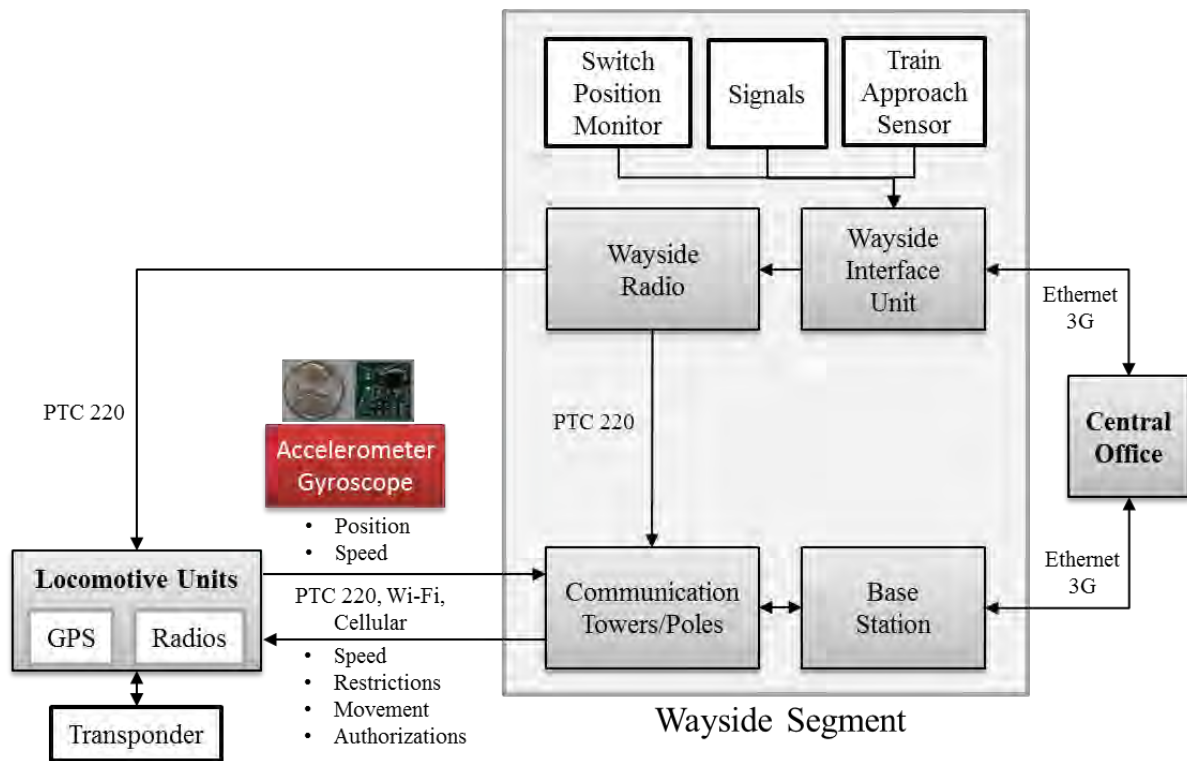 Switch
Position
Monitor
Signals
Train
Approach
Sensor
Wayside
Radio
Wayside
Interface
Unit
Ethernet
3G
PTC 220
Accelerometer
Gyroscope
PTC 220
Central
Office
• Position
• Speed
Locomotive Units
GPS
Radios
PTC 220, Wi-Fi,
Cellular
Communication
Towers/Poles
Base
Station
Ethernet
3G
• Speed
• Restrictions
• Movement
• Authorizations
Transponder
Wayside Segment